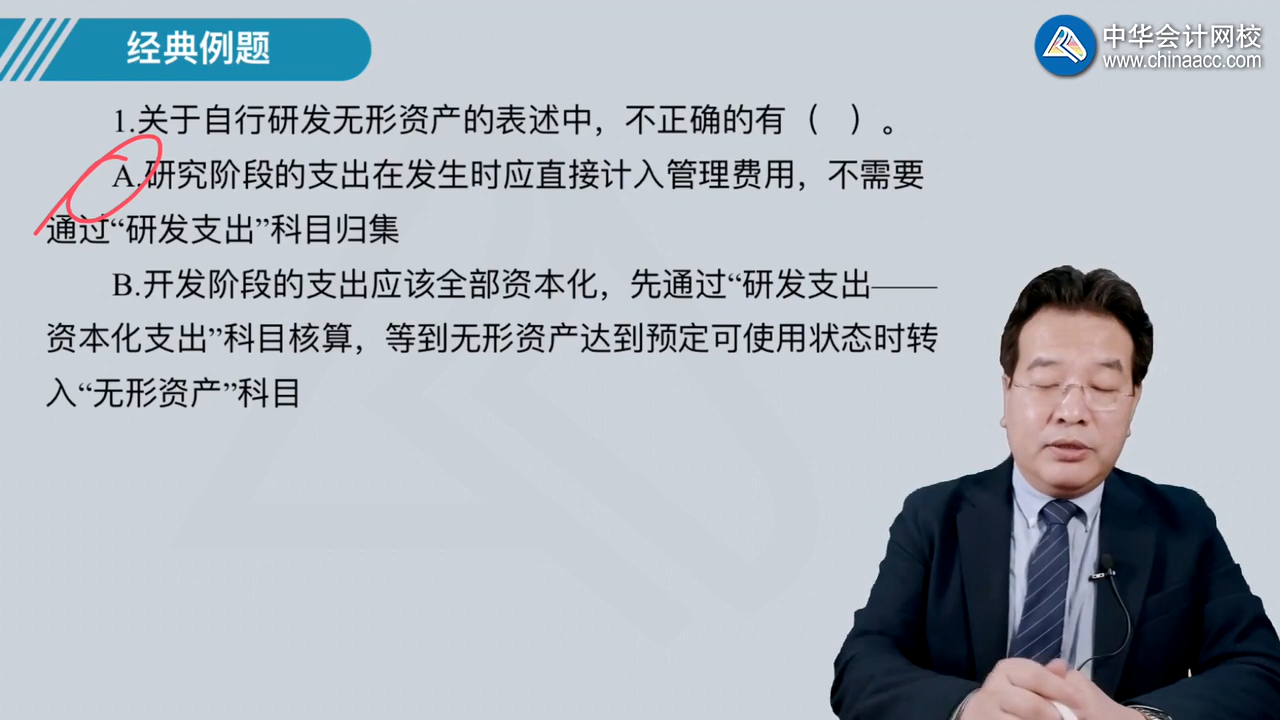 经典例题
中华会计网校
www.chinaacc.com
1.关于自行研发无形资产的表述中，不正确的有（　）。
A.研究阶段的支出在发生时应直接计入管理费用，不需要
通过“研发支出”科目归集
B.开发阶段的支出应该全部资本化，先通过“研发支出——
资本化支出”科目核算，等到无形资产达到预定可使用状态时转
入“无形资产”科目